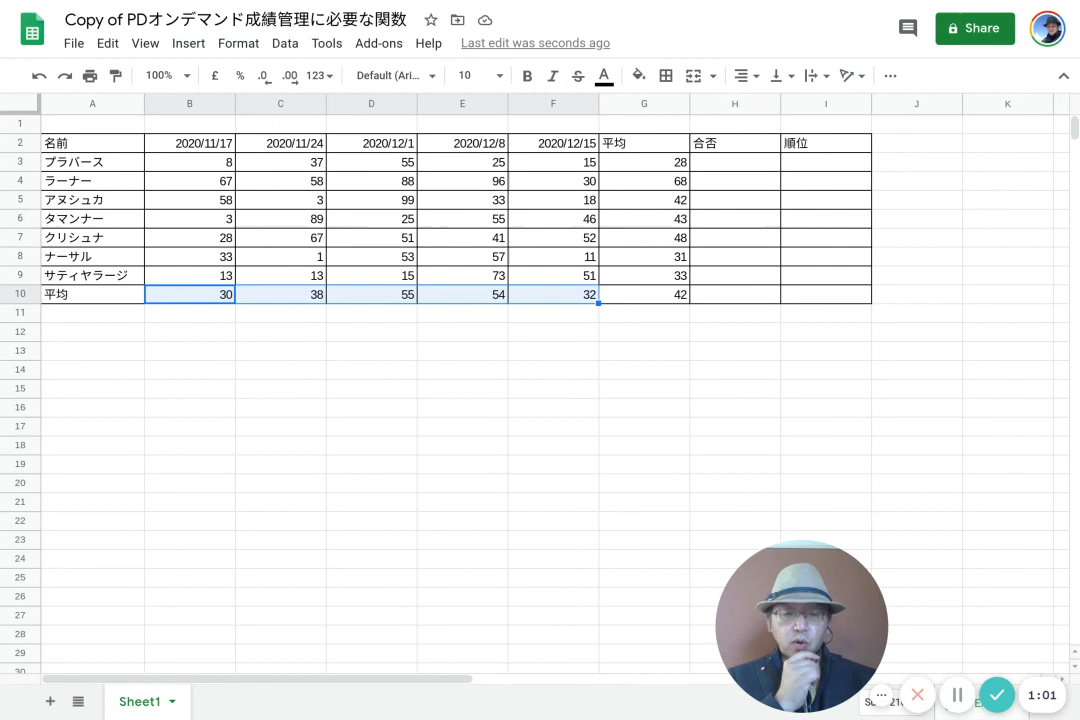 Copy of PDオンデマンド成績管理に必要な関数
File Edit View Insert Format Data Tools Add-ons Help Last edit was seconds ago
Share
100% £ % .0 .00 123 Default (Ari... 10 B I S A
A B C D E F G H I J K
1
2 名前 2020/11/17 2020/11/24 2020/12/1 2020/12/8 2020/12/15 平均 合否 順位
3 プラバース 8 37 55 25 15 28
4 ラーナー 67 58 88 96 30 68
5 アヌシュカ 58 3 99 33 18 42
6 タマンナー 3 89 25 55 46 43
7 クリシュナ 28 67 51 41 52 48
8 ナーサル 33 1 53 57 11 31
9 サティヤラージ 13 13 15 73 51 33
10 平均 30 38 55 54 32 42
11
12
13
14
15
16
17
18
19
20
21
22
23
24
25
26
27
28
29
30
Sheet1
1:01